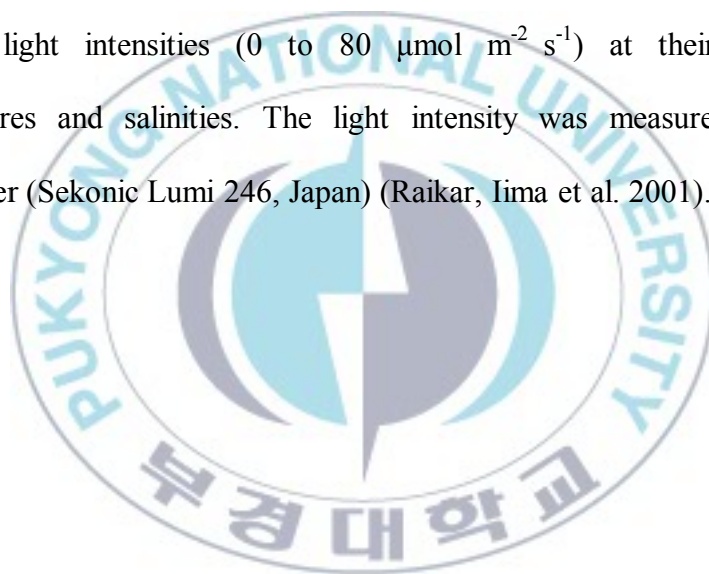 light intensities (0 to 80 μmol m⁻² s⁻¹) at their
res and salinities. The light intensity was measure
er (Sekonic Lumi 246, Japan) (Raikar, Iima et al. 2001).
PUKYONG NATIONAL UNIVERSITY
부경대학교